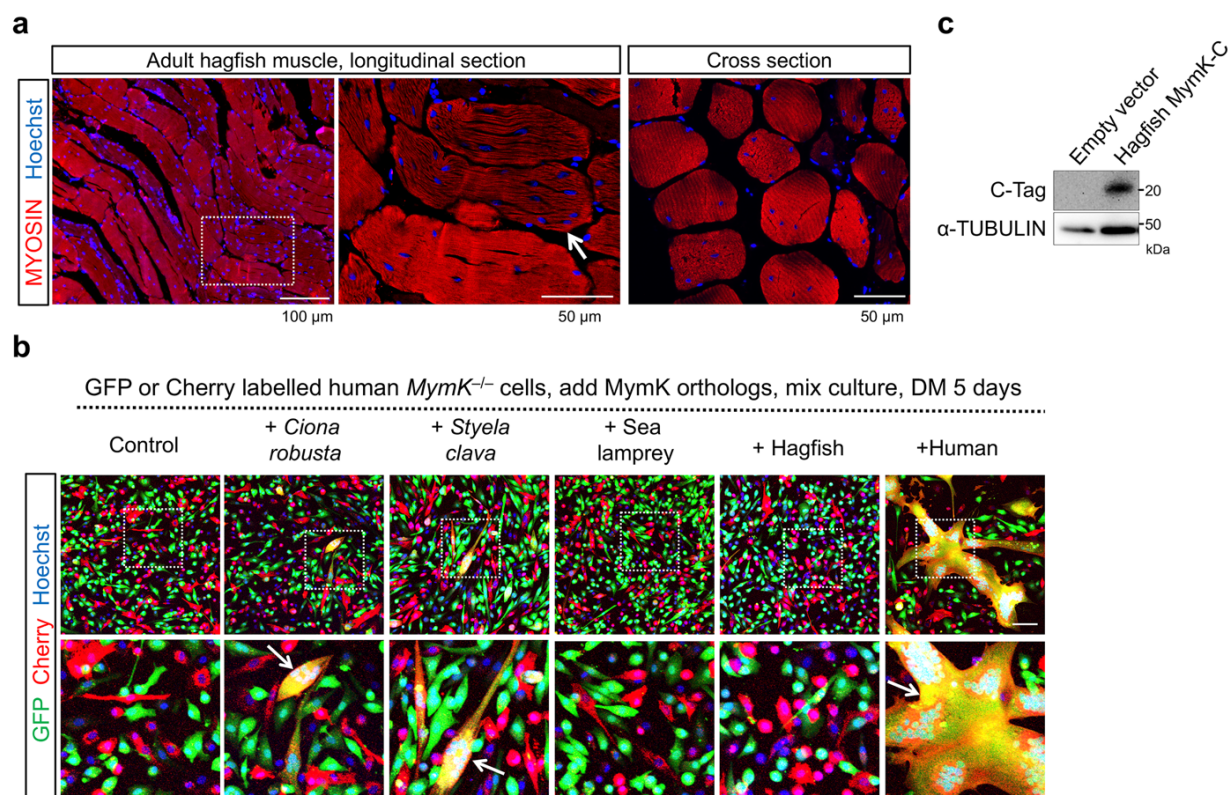 a
Adult hagfish muscle, longitudinal section
Cross section
MYOSIN Hoechst
100 µm
50 µm
50 µm
c
Empty vector
Hagfish MymK-C
C-Tag
20
α-TUBULIN
50
kDa
b
GFP or Cherry labelled human MymK–/– cells, add MymK orthologs, mix culture, DM 5 days
Control
+ Ciona
robusta
+ Styela
clava
+ Sea
lamprey
+ Hagfish
+Human
GFP Cherry Hoechst